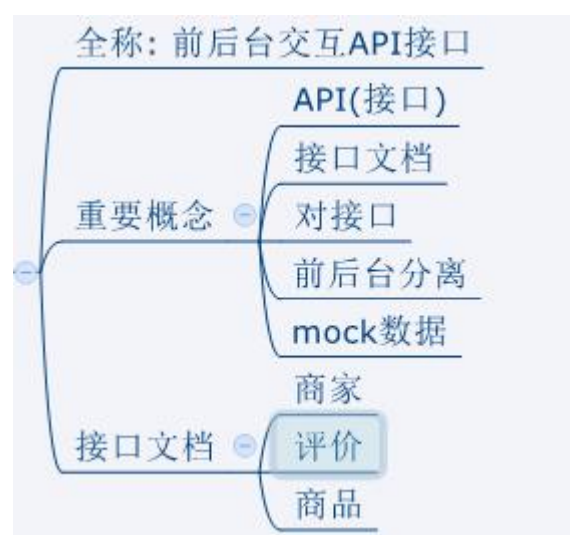 全称: 前后台交互API接口
API(接口)
接口文档
重要概念
对接口
前后台分离
mock数据
商家
接口文档
评价
商品